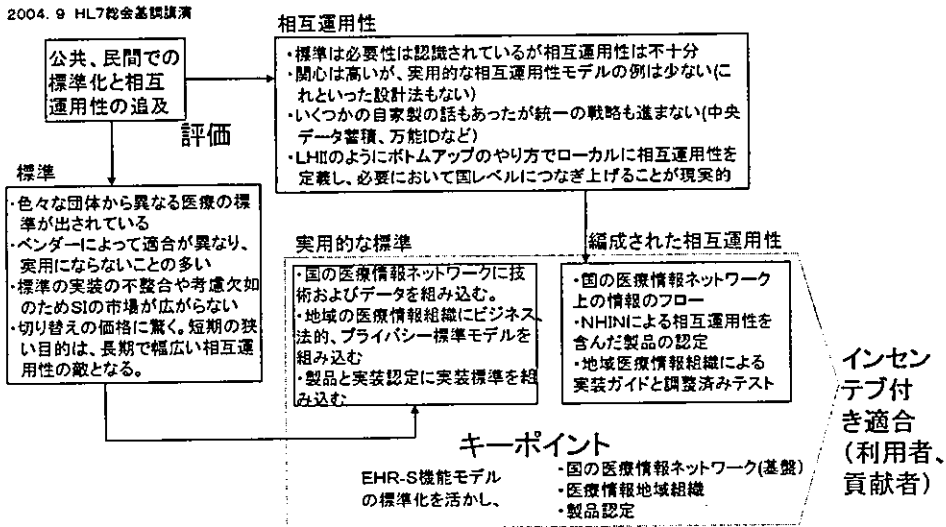 2004. 9 HL7総会基調講演
公共、民間での
標準化と相互
運用性の追及
評価
相互運用性
・標準は必要性は認識されているが相互運用性は不十分
・関心は高いが、実用的な相互運用性モデルの例は少ない(こ
れといった設計法もない)
・いくつかの自家製の話もあったが統一の戦略も進まない(中央
データ蓄積、万能IDなど)
・LHIIのようにボトムアップのやり方でローカルに相互運用性を
定義し、必要において国レベルにつなぎ上げることが現実的
標準
・色々な団体から異なる医療の標
準が出されている
・ベンダーによって適合が異なり、
実用にならないことの多い
・標準の実装の不整合や考慮欠如
のためSIの市場が広がらない
・切り替えの価格に驚く。短期の狭
い目的は、長期で幅広い相互運
用性の敵となる。
実用的な標準
・国の医療情報ネットワークに技
術およびデータを組み込む。
・地域の医療情報組織にビジネス、
法的、プライバシー標準モデルを
組み込む
・製品と実装認定に実装標準を組
み込む
編成された相互運用性
・国の医療情報ネットワーク
上の情報のフロー
・NHINによる相互運用性を
含んだ製品の認定
・地域医療情報組織による
実装ガイドと調整済みテスト
キーポイント
EHR-S機能モデル
の標準化を活かし、
・国の医療情報ネットワーク(基盤)
・医療情報地域組織
・製品認定
インセン
テブ付
き適合
(利用者、
貢献者)